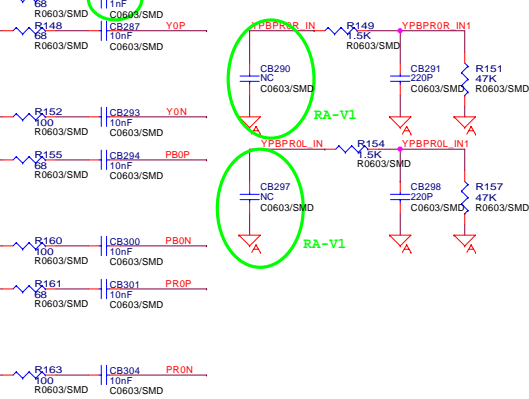 68
R0603/SMD
1nF
C0603/SMD
R148
68
R0603/SMD
CB287
10nF
C0603/SMD
Y0P
YPBPR0R_IN
R149
1.5K
R0603/SMD
YPBPR0R_IN1
CB290
NC
C0603/SMD
CB291
220P
C0603/SMD
R151
47K
R0603/SMD
A
A
A
RA-V1
R152
100
R0603/SMD
CB293
10nF
C0603/SMD
Y0N
R155
68
R0603/SMD
CB294
10nF
C0603/SMD
PB0P
YPBPR0L_IN
R154
1.5K
R0603/SMD
YPBPR0L_IN1
CB297
NC
C0603/SMD
CB298
220P
C0603/SMD
R157
47K
R0603/SMD
A
A
A
RA-V1
R160
100
R0603/SMD
CB300
10nF
C0603/SMD
PB0N
R161
68
R0603/SMD
CB301
10nF
C0603/SMD
PR0P
R163
100
R0603/SMD
CB304
10nF
C0603/SMD
PR0N